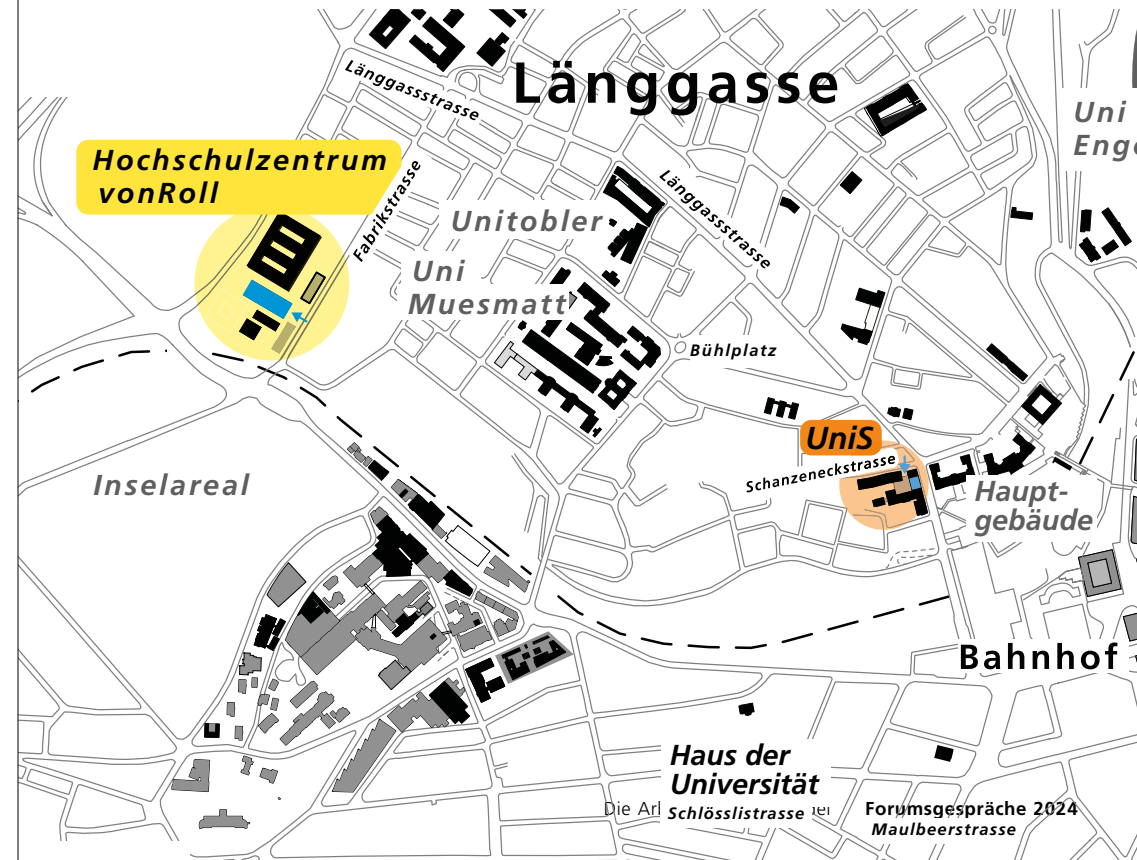 Länggasse
Länggassstrasse
Uni
Hochschulzentrum
vonRoll
Fabrikstrasse
Länggassstrasse
Unitobler
Uni
Muesmatt
Bühlplatz
UniS
Schanzeneckstrasse
Inselareal
Haupt-
gebäude
Bahnhof
Haus der
Universität
Die
Schlösslistrasse
Forumsgespräche 2024
Maulbeerstrasse